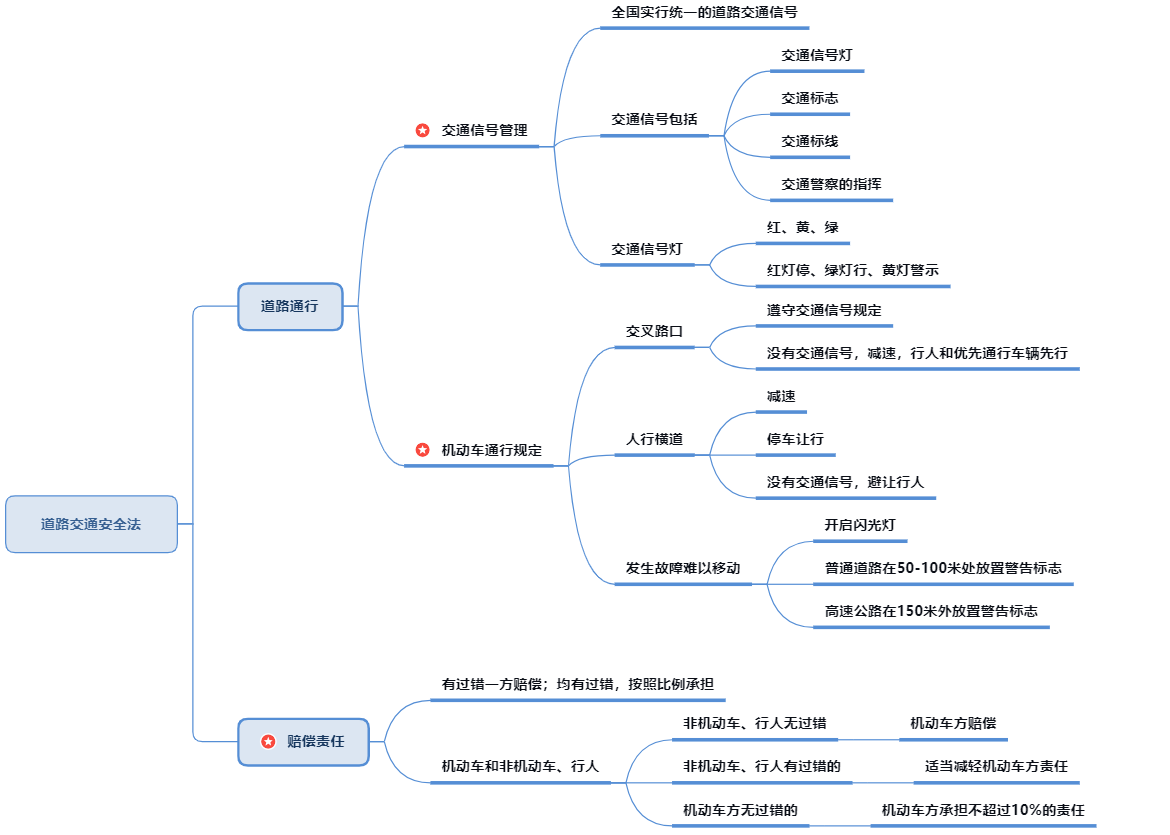 道路交通安全法
道路通行
交通信号管理
全国实行统一的道路交通信号
交通信号包括
交通信号灯
交通标志
交通标线
交通警察的指挥
交通信号灯
红、黄、绿
红灯停、绿灯行、黄灯警示
机动车通行规定
交叉路口
遵守交通信号规定
没有交通信号，减速，行人和优先通行车辆先行
人行横道
减速
停车让行
没有交通信号，避让行人
发生故障难以移动
开启闪光灯
普通道路在50-100米处放置警告标志
高速公路在150米外放置警告标志
赔偿责任
有过错一方赔偿；均有过错，按照比例承担
机动车和非机动车、行人
非机动车、行人无过错
机动车方赔偿
非机动车、行人有过错的
适当减轻机动车方责任
机动车方无过错的
机动车方承担不超过10%的责任